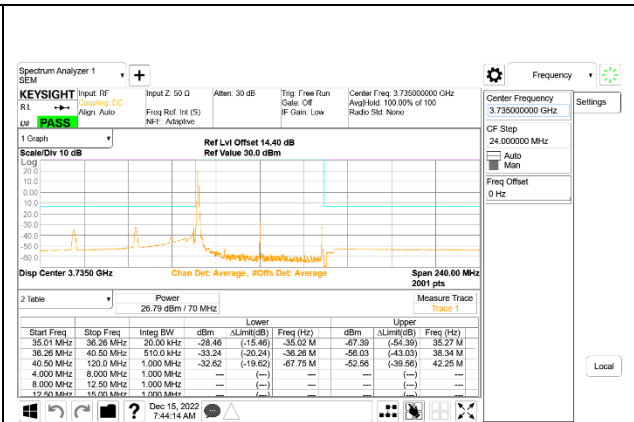 Spectrum Analyzer 1
SEM
+
Frequency
KEYSIGHT Input: RF Input Z: 50 Ω Atten: 30 dB Trig: Free Run Center Freq: 3.735000000 GHz
RL Coupling: DC Gate: Off Avg|Hold: 100.00% of 100
Align: Auto Freq Ref: Int (S) IF Gain: Low Radio Std: None
PASS NFE: Adaptive
Center Frequency
3.735000000 GHz
Settings
CF Step
24.000000 MHz
Auto
Man
Freq Offset
0 Hz
1 Graph
Scale/Div 10 dB
Ref Lvl Offset 14.40 dB
Ref Value 30.0 dBm
Log
20.0
10.0
0.00
-10.0
-20.0
-30.0
-40.0
-50.0
-60.0
Disp Center 3.7350 GHz Chan Det: Average , #Offs Det: Average Span 240.00 MHz
2001 pts
2 Table
Power
26.79 dBm / 70 MHz
Measure Trace
Trace 1
Lower Upper
Start Freq Stop Freq Integ BW dBm ΔLimit(dB) Freq (Hz) dBm ΔLimit(dB) Freq (Hz)
35.01 MHz 36.26 MHz 20.00 kHz -28.46 (-15.46) -35.02 M -67.39 (-54.39) 35.27 M
36.26 MHz 40.50 MHz 510.0 kHz -33.24 (-20.24) -36.26 M -56.03 (-43.03) 38.34 M
40.50 MHz 120.0 MHz 1.000 MHz -32.62 (-19.62) -67.75 M -52.56 (-39.56) 42.25 M
4.000 MHz 8.000 MHz 1.000 MHz --- (---) --- --- (---) ---
8.000 MHz 12.50 MHz 1.000 MHz --- (---) --- --- (---) ---
12.50 MHz 15.00 MHz 1.000 MHz --- (---) --- --- (---) ---
Local
?
Dec 15, 2022
7:44:14 AM